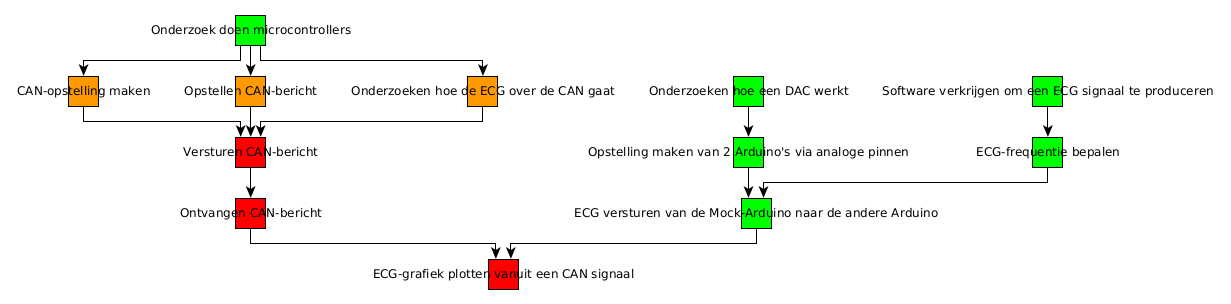 Onderzoek doen microcontrollers
CAN-opstelling maken
Opstellen CAN-bericht
Onderzoeken hoe de ECG over de CAN gaat
Onderzoeken hoe een DAC werkt
Software verkrijgen om een ECG signaal te produceren
Versturen CAN-bericht
Opstelling maken van 2 Arduino's via analoge pinnen
ECG-frequentie bepalen
Ontvangen CAN-bericht
ECG versturen van de Mock-Arduino naar de andere Arduino
ECG-grafiek plotten vanuit een CAN signaal